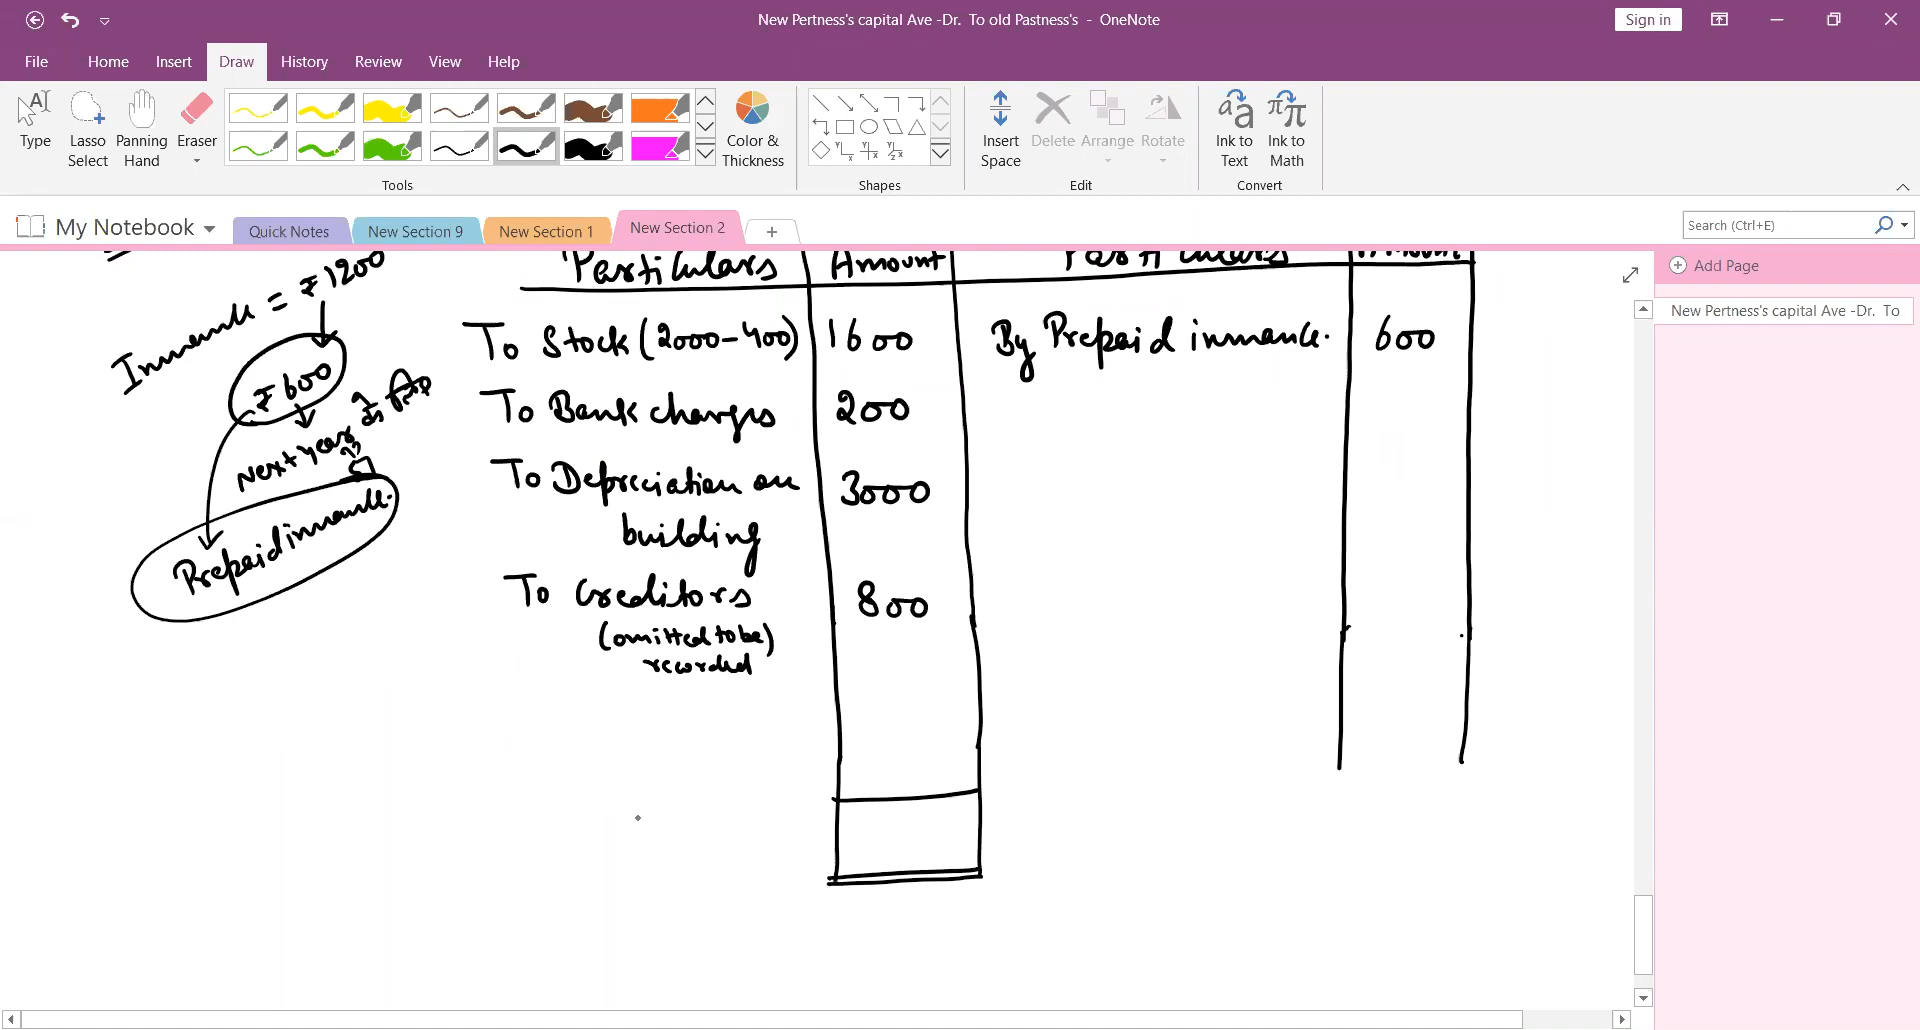 New Pertness's capital Ave -Dr. To old Pastness's - OneNote
Sign in
File Home Insert Draw History Review View Help
Type
Lasso Select
Panning Hand
Eraser
Color & Thickness
Insert Space
Delete
Arrange
Rotate
Ink to Text
Ink to Math
Tools
Shapes
Edit
Convert
My Notebook
Quick Notes
New Section 9
New Section 1
New Section 2
Search (Ctrl+E)
Add Page
New Pertness's capital Ave -Dr. To
= ₹1200
₹600
Next year
Prepaid
Particulars Amount Particulars Amount
To Stock (2000-400) 1600 By Prepaid insurance. 600
To Bank charges 200
To Depreciation on 3000
building
To Creditors 800
(omitted to be)
recorded